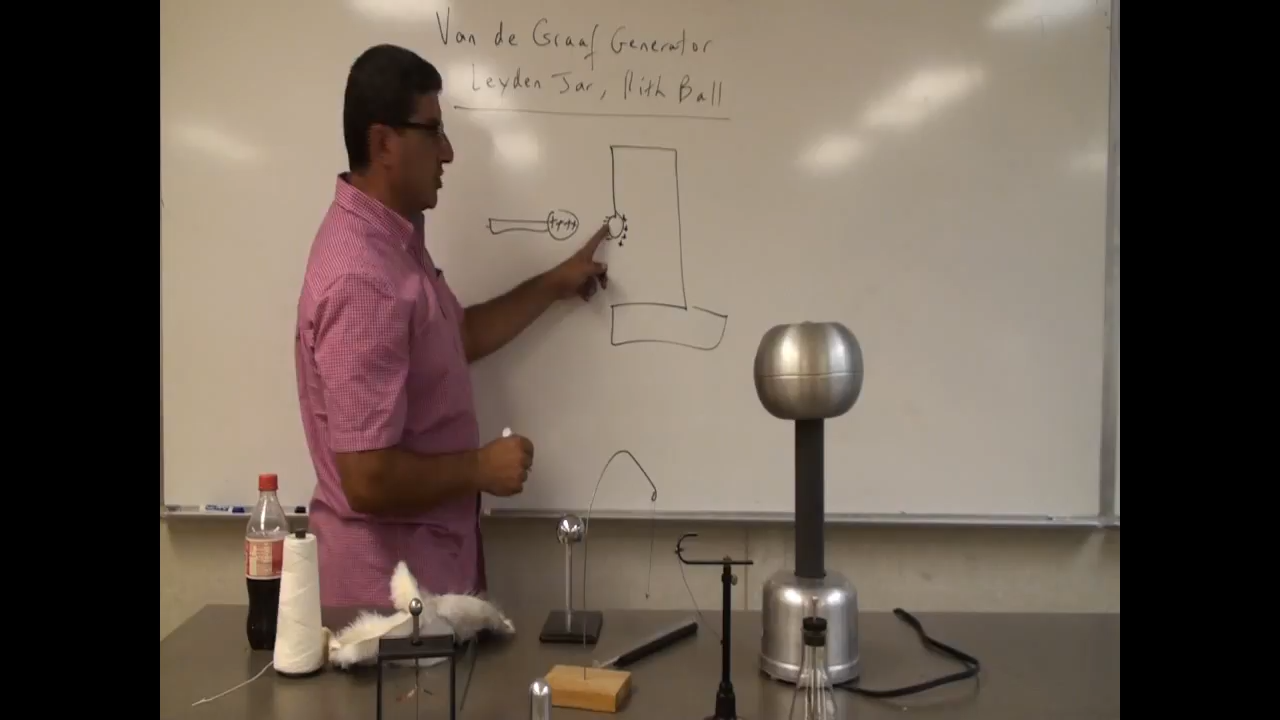 Van de Graaf Generator
Leyden Jar, Pith Ball
++++